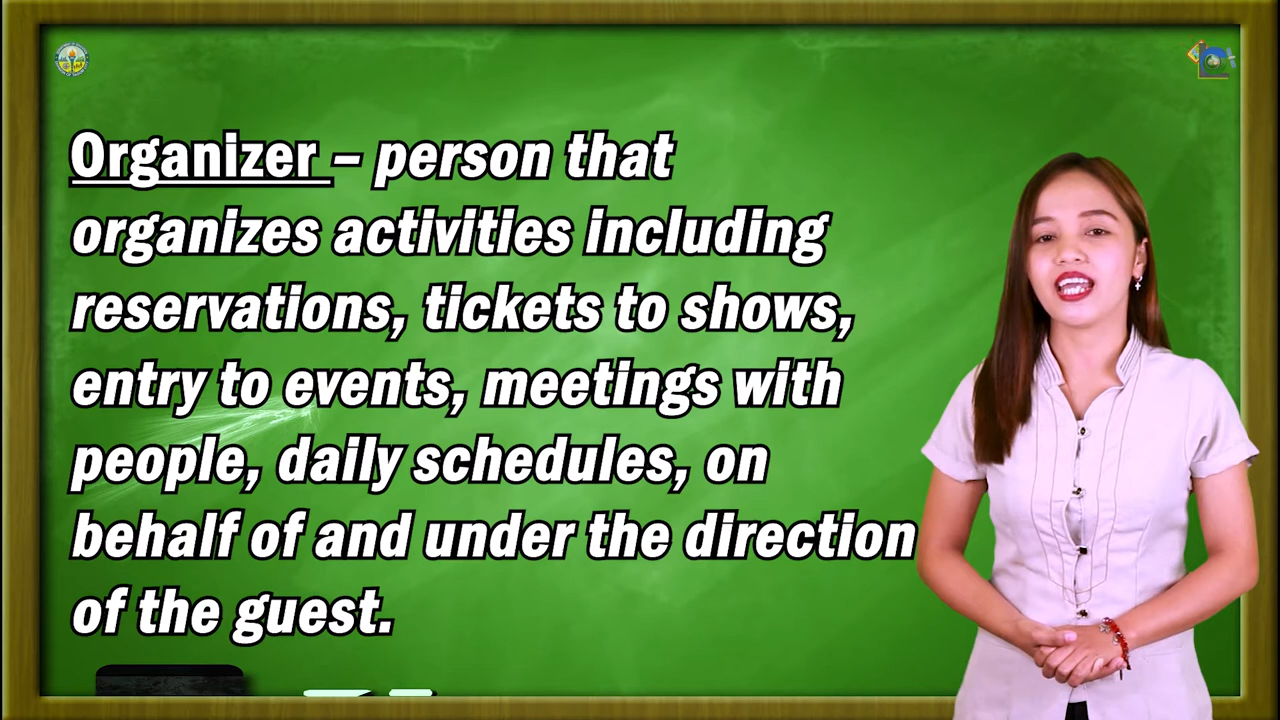 Organizer – person that
organizes activities including
reservations, tickets to shows,
entry to events, meetings with
people, daily schedules, on
behalf of and under the direction
of the guest.